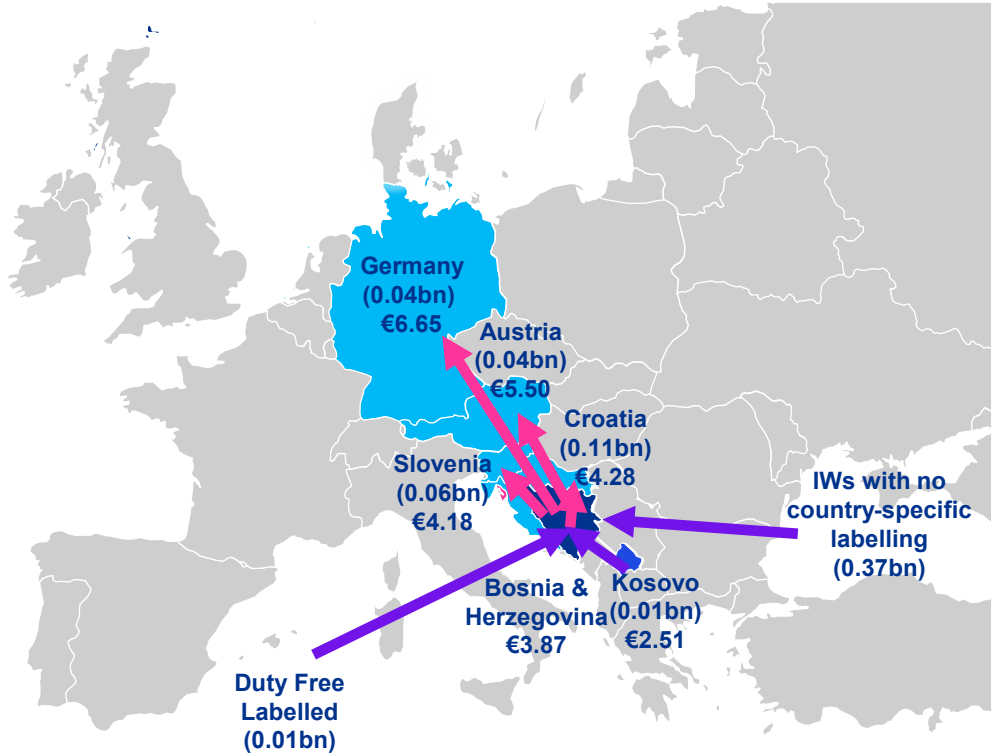 Germany
(0.04bn)
€6.65
Austria
(0.04bn)
€5.50
Croatia
(0.11bn)
€4.28
Slovenia
(0.06bn)
€4.18
IWs with no
country-specific
labelling
(0.37bn)
Bosnia &
Herzegovina
€3.87
Kosovo
(0.01bn)
€2.51
Duty Free
Labelled
(0.01bn)